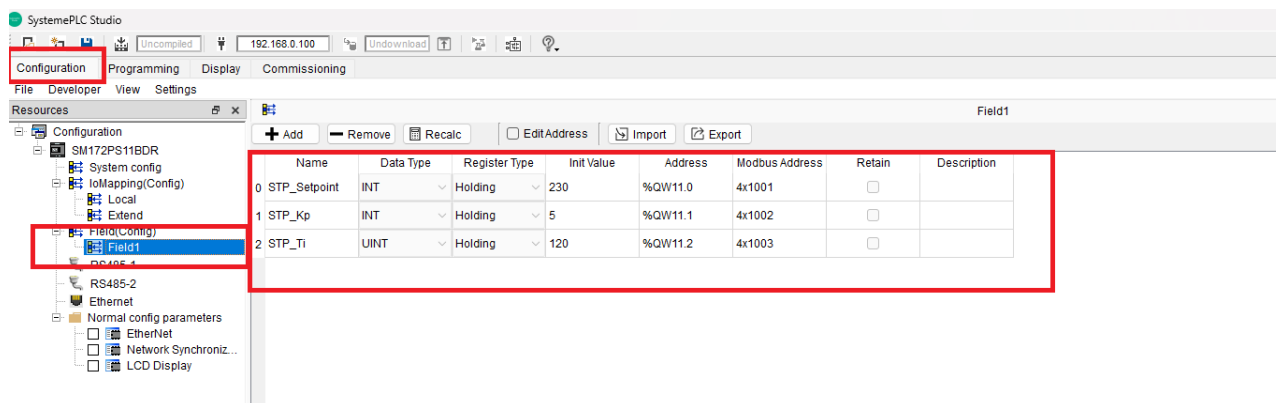 SystemePLC Studio
Uncompiled 192.168.0.100 Undownload
Configuration Programming Display Commissioning
File Developer View Settings
Resources Field1
Configuration
SM172PS11BDR
System config
IoMapping(Config)
Local
Extend
Field(Config)
Field1
RS485-1
RS485-2
Ethernet
Normal config parameters
EtherNet
Network Synchroniz...
LCD Display
Add Remove Recalc Edit Address Import Export
Name Data Type Register Type Init Value Address Modbus Address Retain Description
0 STP_Setpoint INT Holding 230 %QW11.0 4x1001
1 STP_Kp INT Holding 5 %QW11.1 4x1002
2 STP_Ti UINT Holding 120 %QW11.2 4x1003